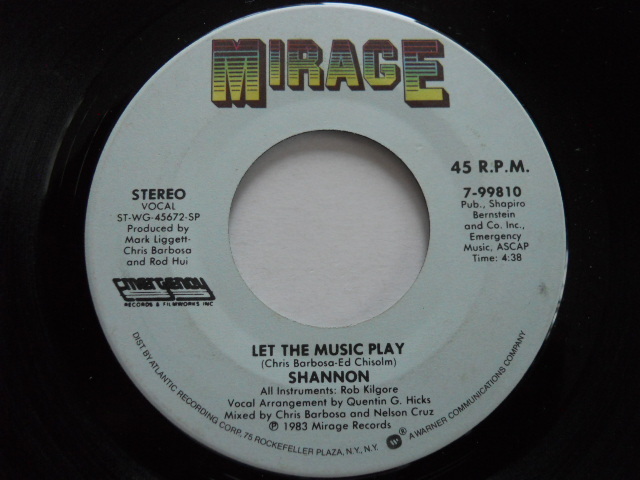 MIRAGE
STEREO
VOCAL
ST-WG-45672-SP
Produced by
Mark Liggett-
Chris Barbosa
and Rod Hui
Emergency
RECORDS & FILMWORKS INC
45 R.P.M.
7-99810
Pub., Shapiro
Bernstein
and Co. Inc.,
Emergency
Music, ASCAP
Time: 4:38
LET THE MUSIC PLAY
(Chris Barbosa-Ed Chisolm)
SHANNON
All Instruments: Rob Kilgore
Vocal Arrangement by Quentin G. Hicks
Mixed by Chris Barbosa and Nelson Cruz
℗ 1983 Mirage Records
DIST BY ATLANTIC RECORDING CORP., 75 ROCKEFELLER PLAZA, N.Y., N.Y. W A WARNER COMMUNICATIONS COMPANY